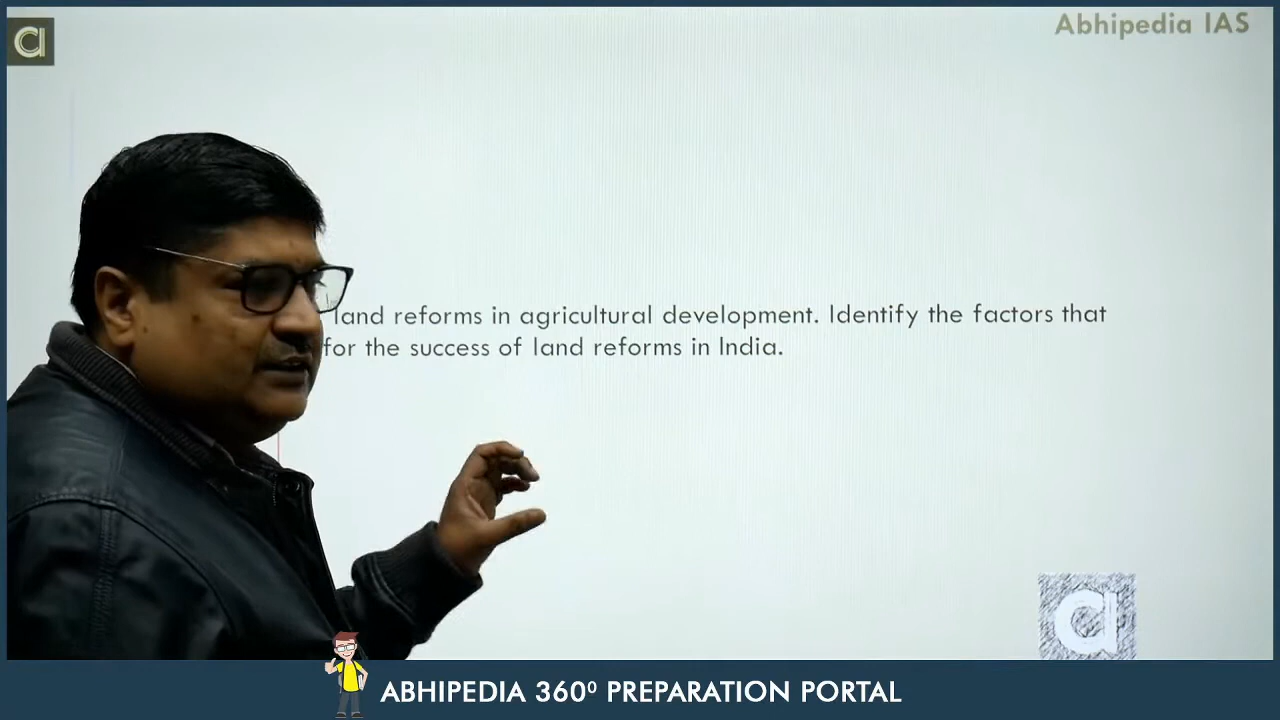 Abhipedia IAS
land reforms in agricultural development. Identify the factors that
for the success of land reforms in India.
ABHIPEDIA 360⁰ PREPARATION PORTAL